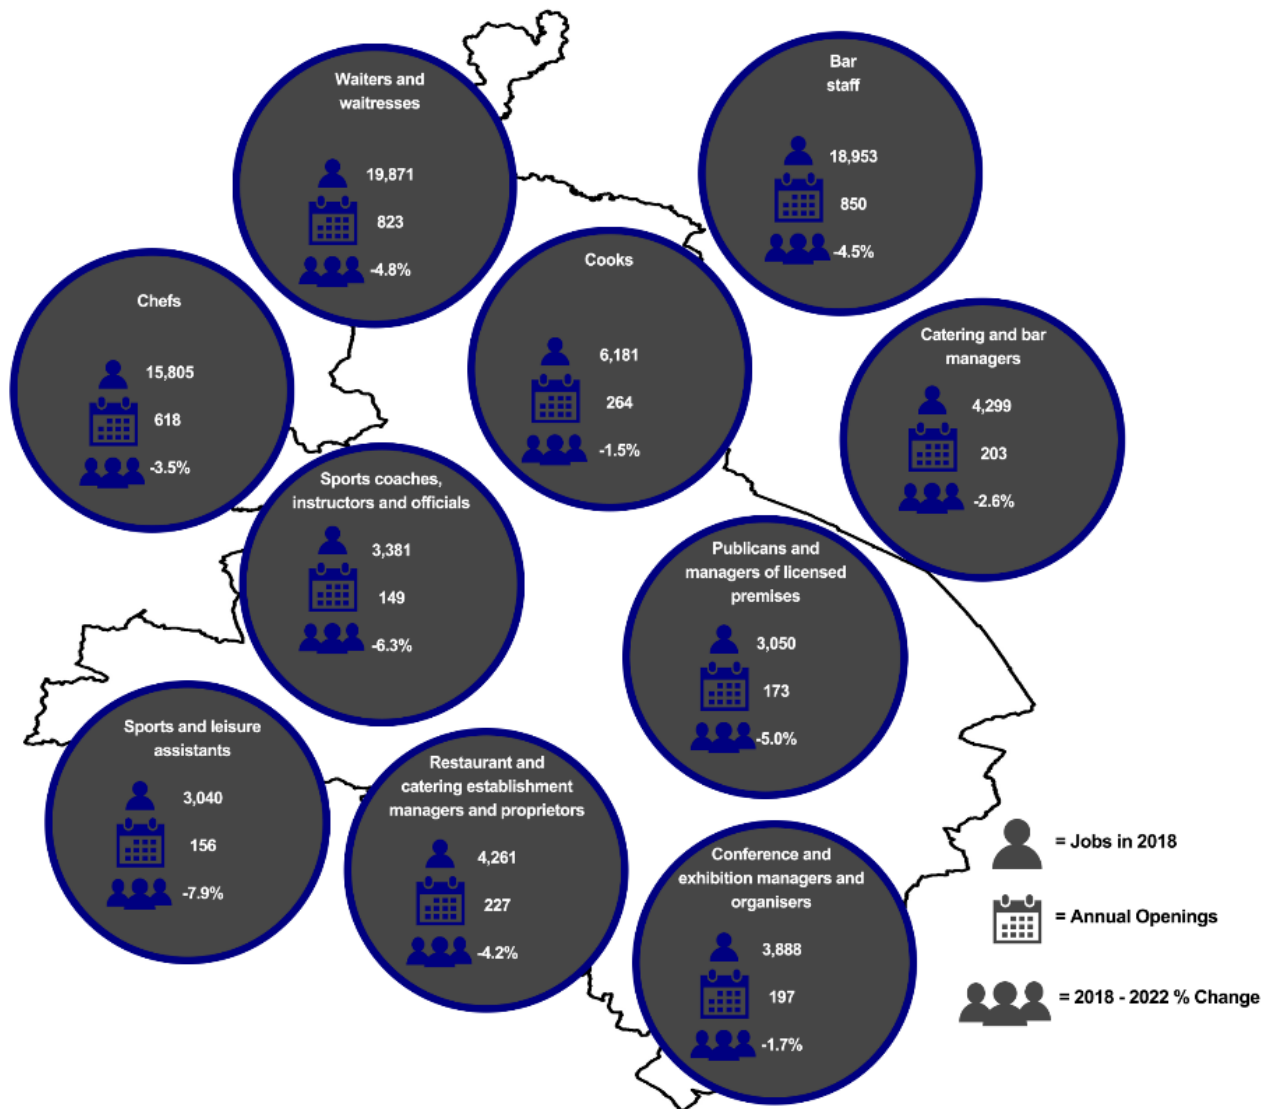 Waiters and
waitresses
19,871
823
-4.8%
Bar
staff
18,953
850
-4.5%
Chefs
15,805
618
-3.5%
Cooks
6,181
264
-1.5%
Catering and bar
managers
4,299
203
-2.6%
Sports coaches,
instructors and officials
3,381
149
-6.3%
Publicans and
managers of licensed
premises
3,050
173
-5.0%
Sports and leisure
assistants
3,040
156
-7.9%
Restaurant and
catering establishment
managers and proprietors
4,261
227
-4.2%
Conference and
exhibition managers and
organisers
3,888
197
-1.7%
= Jobs in 2018
= Annual Openings
= 2018 - 2022 % Change